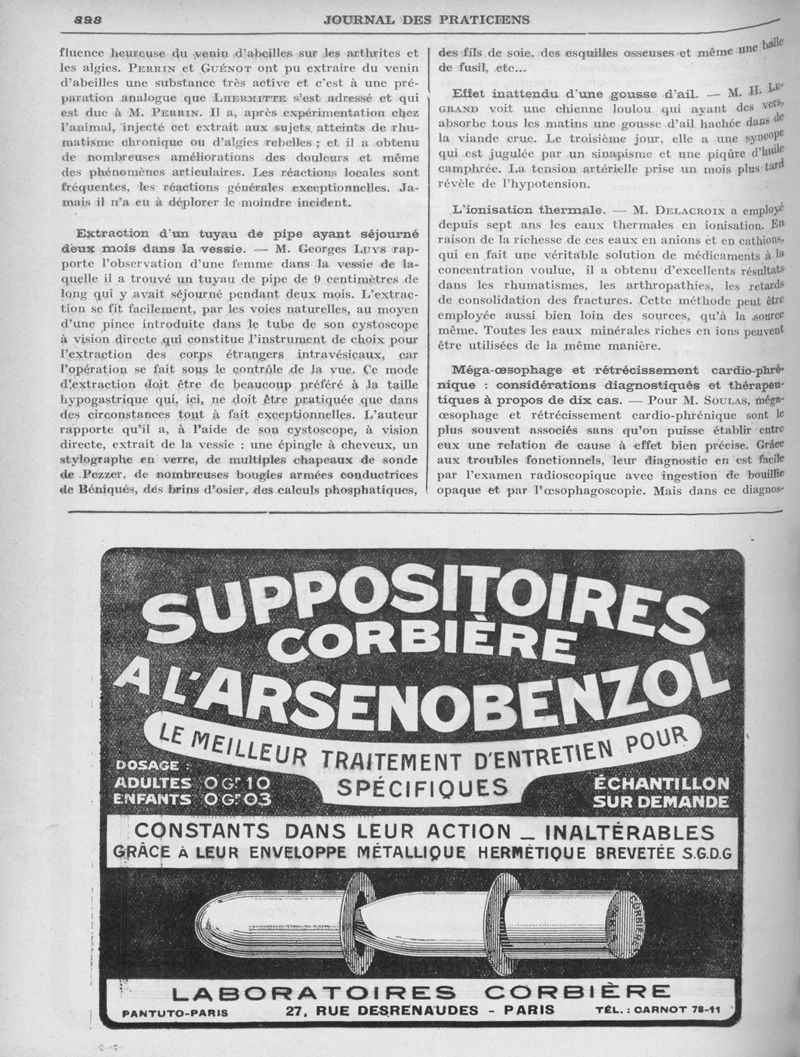 898
JOURNAL DES PRATICIENS
fluence heureuse du venin d'abeilles sur les arthrites et
les algies. PERRIN et GUÉNOT ont pu extraire du venin
d'abeilles une substance très active et c'est à une pré-
paration analogue que LHERMITTE s'est adressé et qui
est due à M. PERRIN. Il a, après expérimentation chez
l'animal, injecté cet extrait aux sujets atteints de rhu-
matisme chronique ou d'algies rebelles ; et il a obtenu
de nombreuses améliorations des douleurs et même
des phénomènes articulaires. Les réactions locales sont
fréquentes, les réactions générales exceptionnelles. Ja-
mais il n'a eu à déplorer le moindre incident.
Extraction d'un tuyau de pipe ayant séjourné
deux mois dans la vessie. — M. Georges LUYS rap-
porte l'observation d'une femme dans la vessie de la-
quelle il a trouvé un tuyau de pipe de 9 centimètres de
long qui y avait séjourné pendant deux mois. L'extrac-
tion se fit facilement, par les voies naturelles, au moyen
d'une pince introduite dans le tube de son cystoscope
à vision directe qui constitue l'instrument de choix pour
l'extraction des corps étrangers intravésicaux, car
l'opération se fait sous le contrôle de la vue. Ce mode
d'extraction doit être de beaucoup préféré à la taille
hypogastrique qui, ici, ne doit être pratiquée que dans
des circonstances tout à fait exceptionnelles. L'auteur
rapporte qu'il a, à l'aide de son cystoscope, à vision
directe, extrait de la vessie : une épingle à cheveux, un
stylographe en verre, de multiples chapeaux de sonde
de Pezzer, de nombreuses bougies armées conductrices
de Béniqués, des brins d'osier, des calculs phosphatiques,
des fils de soie, des esquilles osseuses et même une balle
de fusil, etc...
Effet inattendu d'une gousse d'ail. — M. H. LE-
GRAND voit une chienne loulou qui ayant des vers,
absorbe tous les matins une gousse d'ail hachée dans de
la viande crue. Le troisième jour, elle a une syncope
qui est jugulée par un sinapisme et une piqûre d'huile
camphrée. La tension artérielle prise un mois plus tard
révèle de l'hypotension.
L'ionisation thermale. — M. DELACROIX a employé
depuis sept ans les eaux thermales en ionisation. En
raison de la richesse de ces eaux en anions et en cathions,
qui en fait une véritable solution de médicaments à la
concentration voulue, il a obtenu d'excellents résultats
dans les rhumatismes, les arthropathies, les retards
de consolidation des fractures. Cette méthode peut être
employée aussi bien loin des sources, qu'à la source
même. Toutes les eaux minérales riches en ions peuvent
être utilisées de la même manière.
Méga-œsophage et rétrécissement cardio-phré-
nique : considérations diagnostiqués et thérapeu-
tiques à propos de dix cas. — Pour M. SOULAS, méga-
œsophage et rétrécissement cardio-phrénique sont le
plus souvent associés sans qu'on puisse établir entre
eux une relation de cause à effet bien précise. Grâce
aux troubles fonctionnels, leur diagnostic en est facile
par l'examen radioscopique avec ingestion de bouillie
opaque et par l'œsophagoscopie. Mais dans ce diagnos-
SUPPOSITOIRES
CORBIÈRE
A L'ARSENOBENZOL
LE MEILLEUR TRAITEMENT D'ENTRETIEN POUR
SPÉCIFIQUES
DOSAGE :
ADULTES 0 Gr 10
ENFANTS 0 Gr 03
ÉCHANTILLON
SUR DEMANDE
CONSTANTS DANS LEUR ACTION _ INALTÉRABLES
GRÂCE A LEUR ENVELOPPE MÉTALLIQUE HERMÉTIQUE BREVETÉE S.G.D.G
CORBIÈRE
LABORATOIRES CORBIÈRE
PANTUTO-PARIS
27, RUE DESRENAUDES - PARIS
TÉL. : CARNOT 78-11